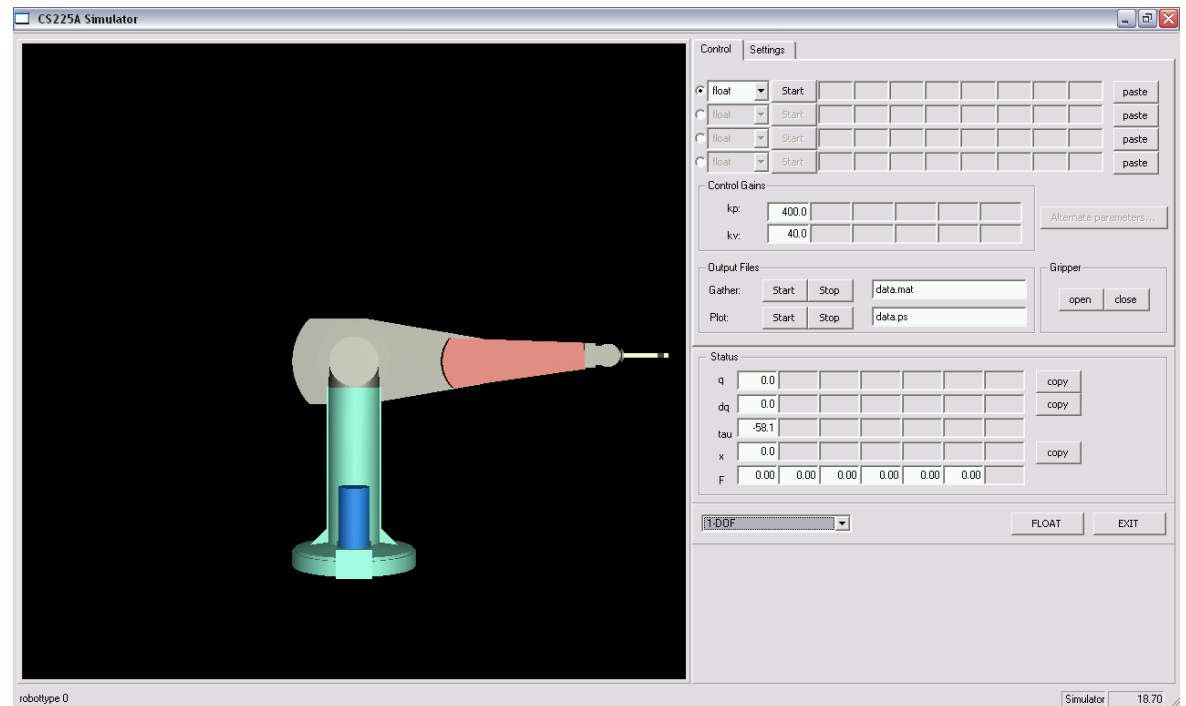 CS225A Simulator
Control Settings
float Start paste
float Start paste
float Start paste
float Start paste
Control Gains
kp: 400.0
Alternate parameters...
kv: 40.0
Output Files
Gripper
Gather: Start Stop data.mat
open close
Plot: Start Stop data.ps
Status
q 0.0 copy
dq 0.0 copy
tau -58.1
x 0.0 copy
F 0.00 0.00 0.00 0.00 0.00 0.00
1-DOF FLOAT EXIT
robottype 0 Simulator 18.70